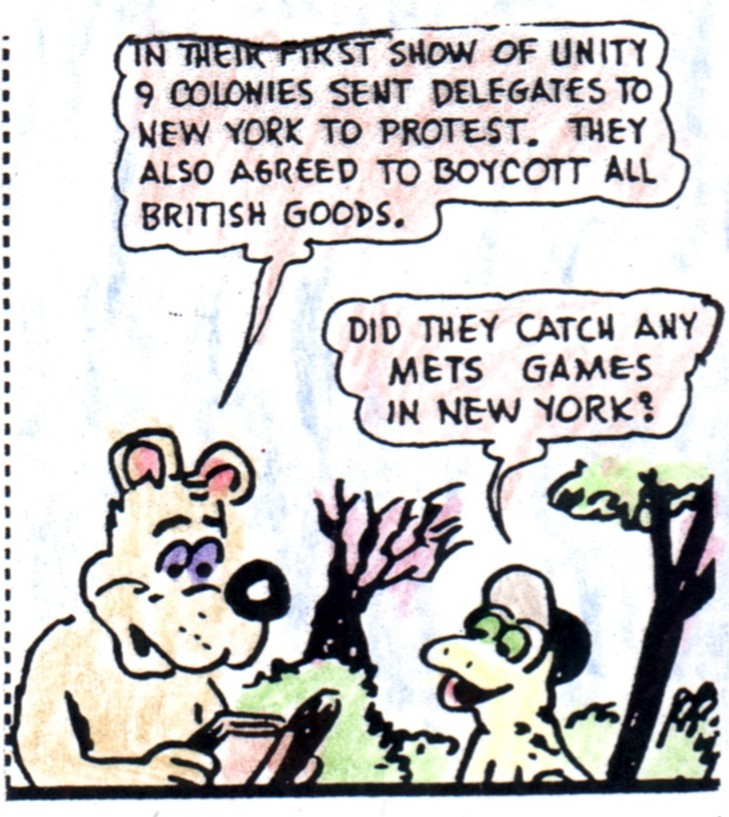 IN THEIR FIRST SHOW OF UNITY
9 COLONIES SENT DELEGATES TO
NEW YORK TO PROTEST. THEY
ALSO AGREED TO BOYCOTT ALL
BRITISH GOODS.
DID THEY CATCH ANY
METS GAMES
IN NEW YORK?